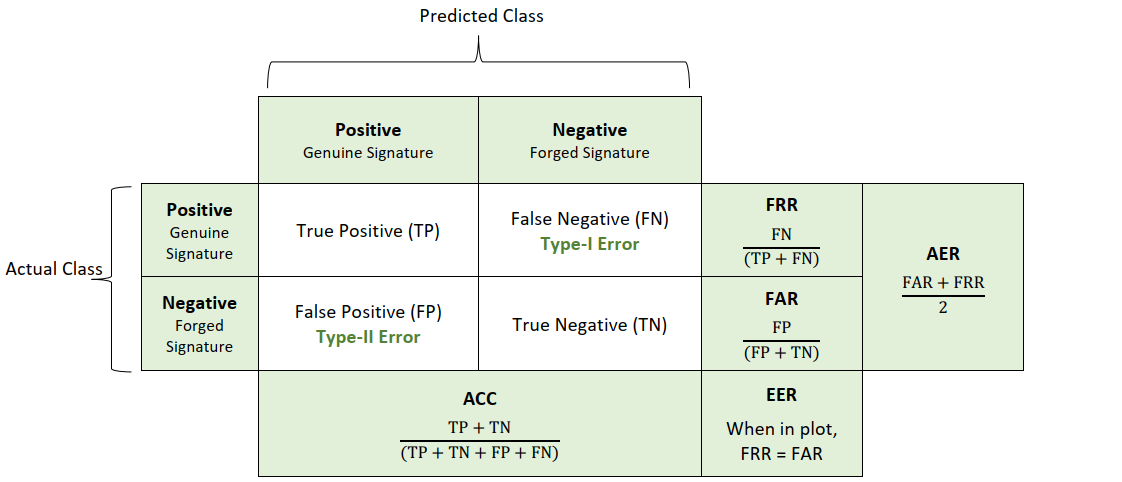 Predicted Class
Positive
Genuine Signature
Negative
Forged Signature
Actual Class
Positive
Genuine
Signature
True Positive (TP)
False Negative (FN)
Type-I Error
FRR
FN
(TP + FN)
AER
FAR + FRR
2
Negative
Forged
Signature
False Positive (FP)
Type-II Error
True Negative (TN)
FAR
FP
(FP + TN)
ACC
TP + TN
(TP + TN + FP + FN)
EER
When in plot,
FRR = FAR